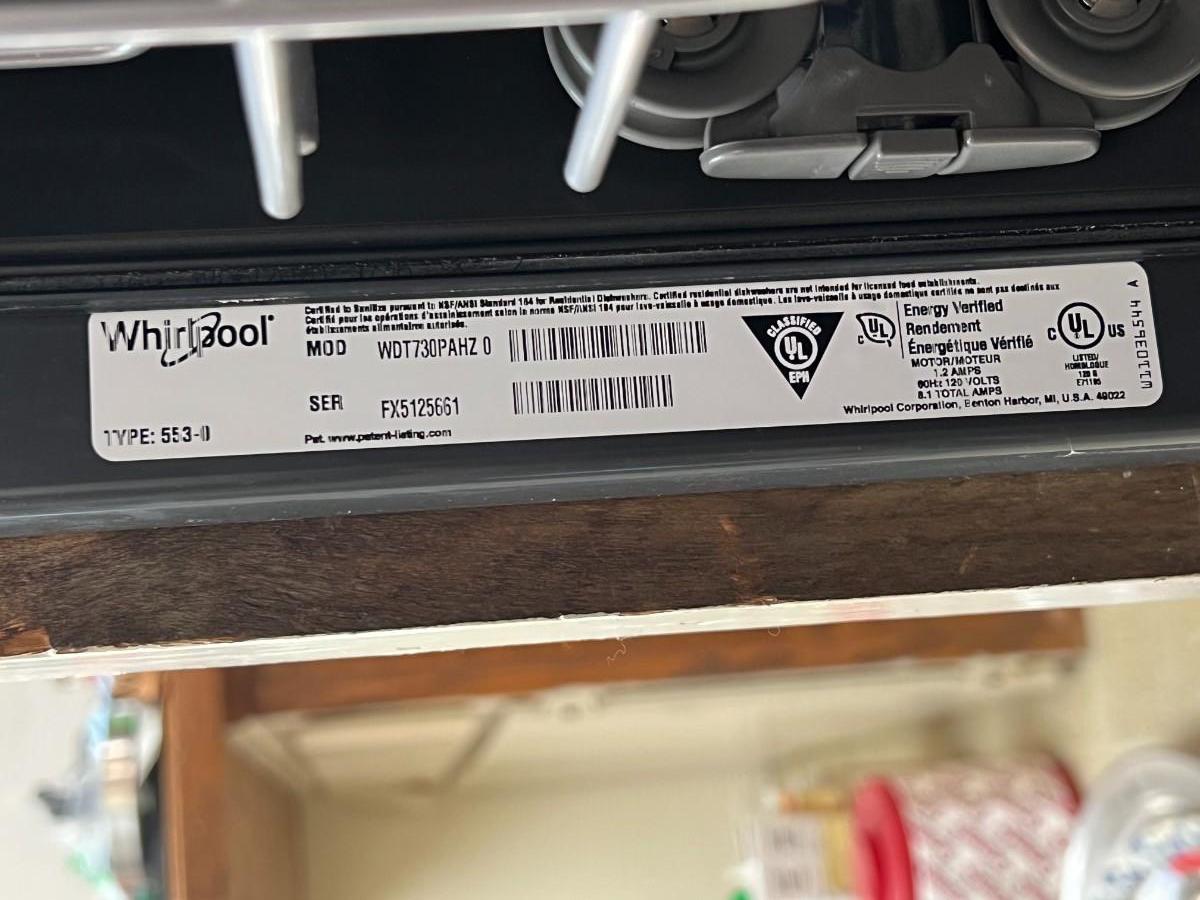 Whirlpool
Certified to Sanitize pursuant to NSF/ANSI Standard 184 for Residential Dishwashers. Certified residential dishwashers are not intended for licensed food establishments.
Certifié pour les opérations d'assainissement selon la norme NSF/ANSI 184 pour lave-vaisselle à usage domestique. Les lave-vaisselle à usage domestique certifiés ne sont pas destinés aux
établissements alimentaires autorisés.
MOD WDT730PAHZ 0
SER FX5125661
TYPE: 553-0
Pat. www.patent-listing.com
CLASSIFIED
UL
EPH
C UL
Energy Verified
Rendement
Énergétique Vérifié
MOTOR/MOTEUR
1.2 AMPS
60Hz 120 VOLTS
8.1 TOTAL AMPS
C UL US
LISTED/
HOMOLOGUE
E71195
Whirlpool Corporation, Benton Harbor, MI, U.S.A. 49022